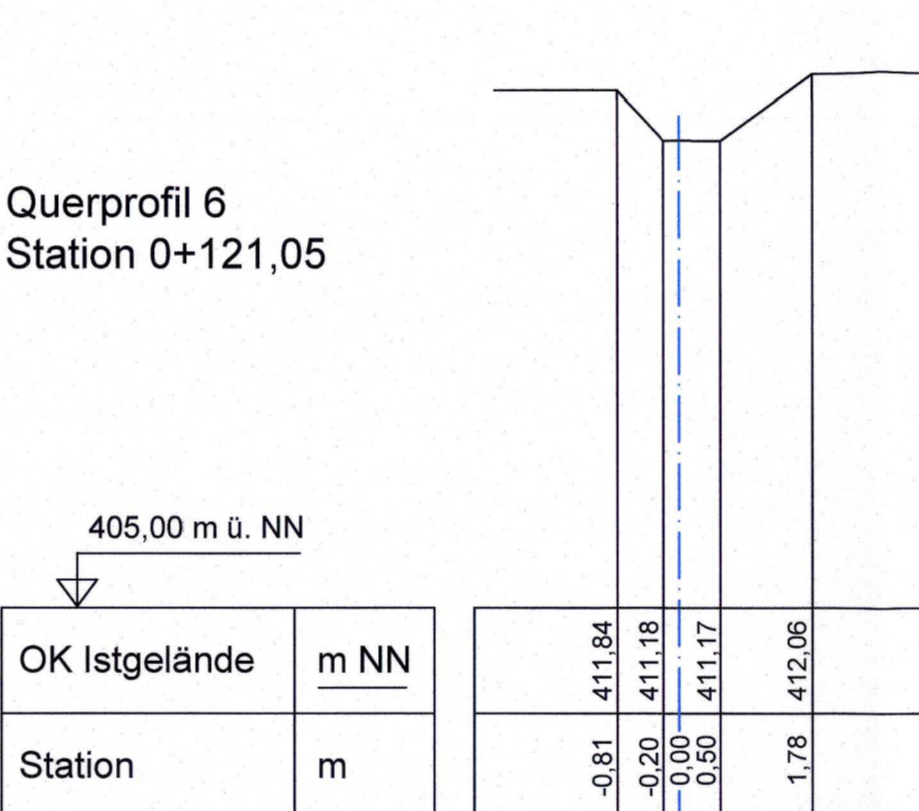 Querprofil 6
Station 0+121,05
405,00 m ü. NN
OK Istgelände m NN 411,84 411,18 411,17 412,06
Station m -0,81 -0,20 0,00 0,50 1,78